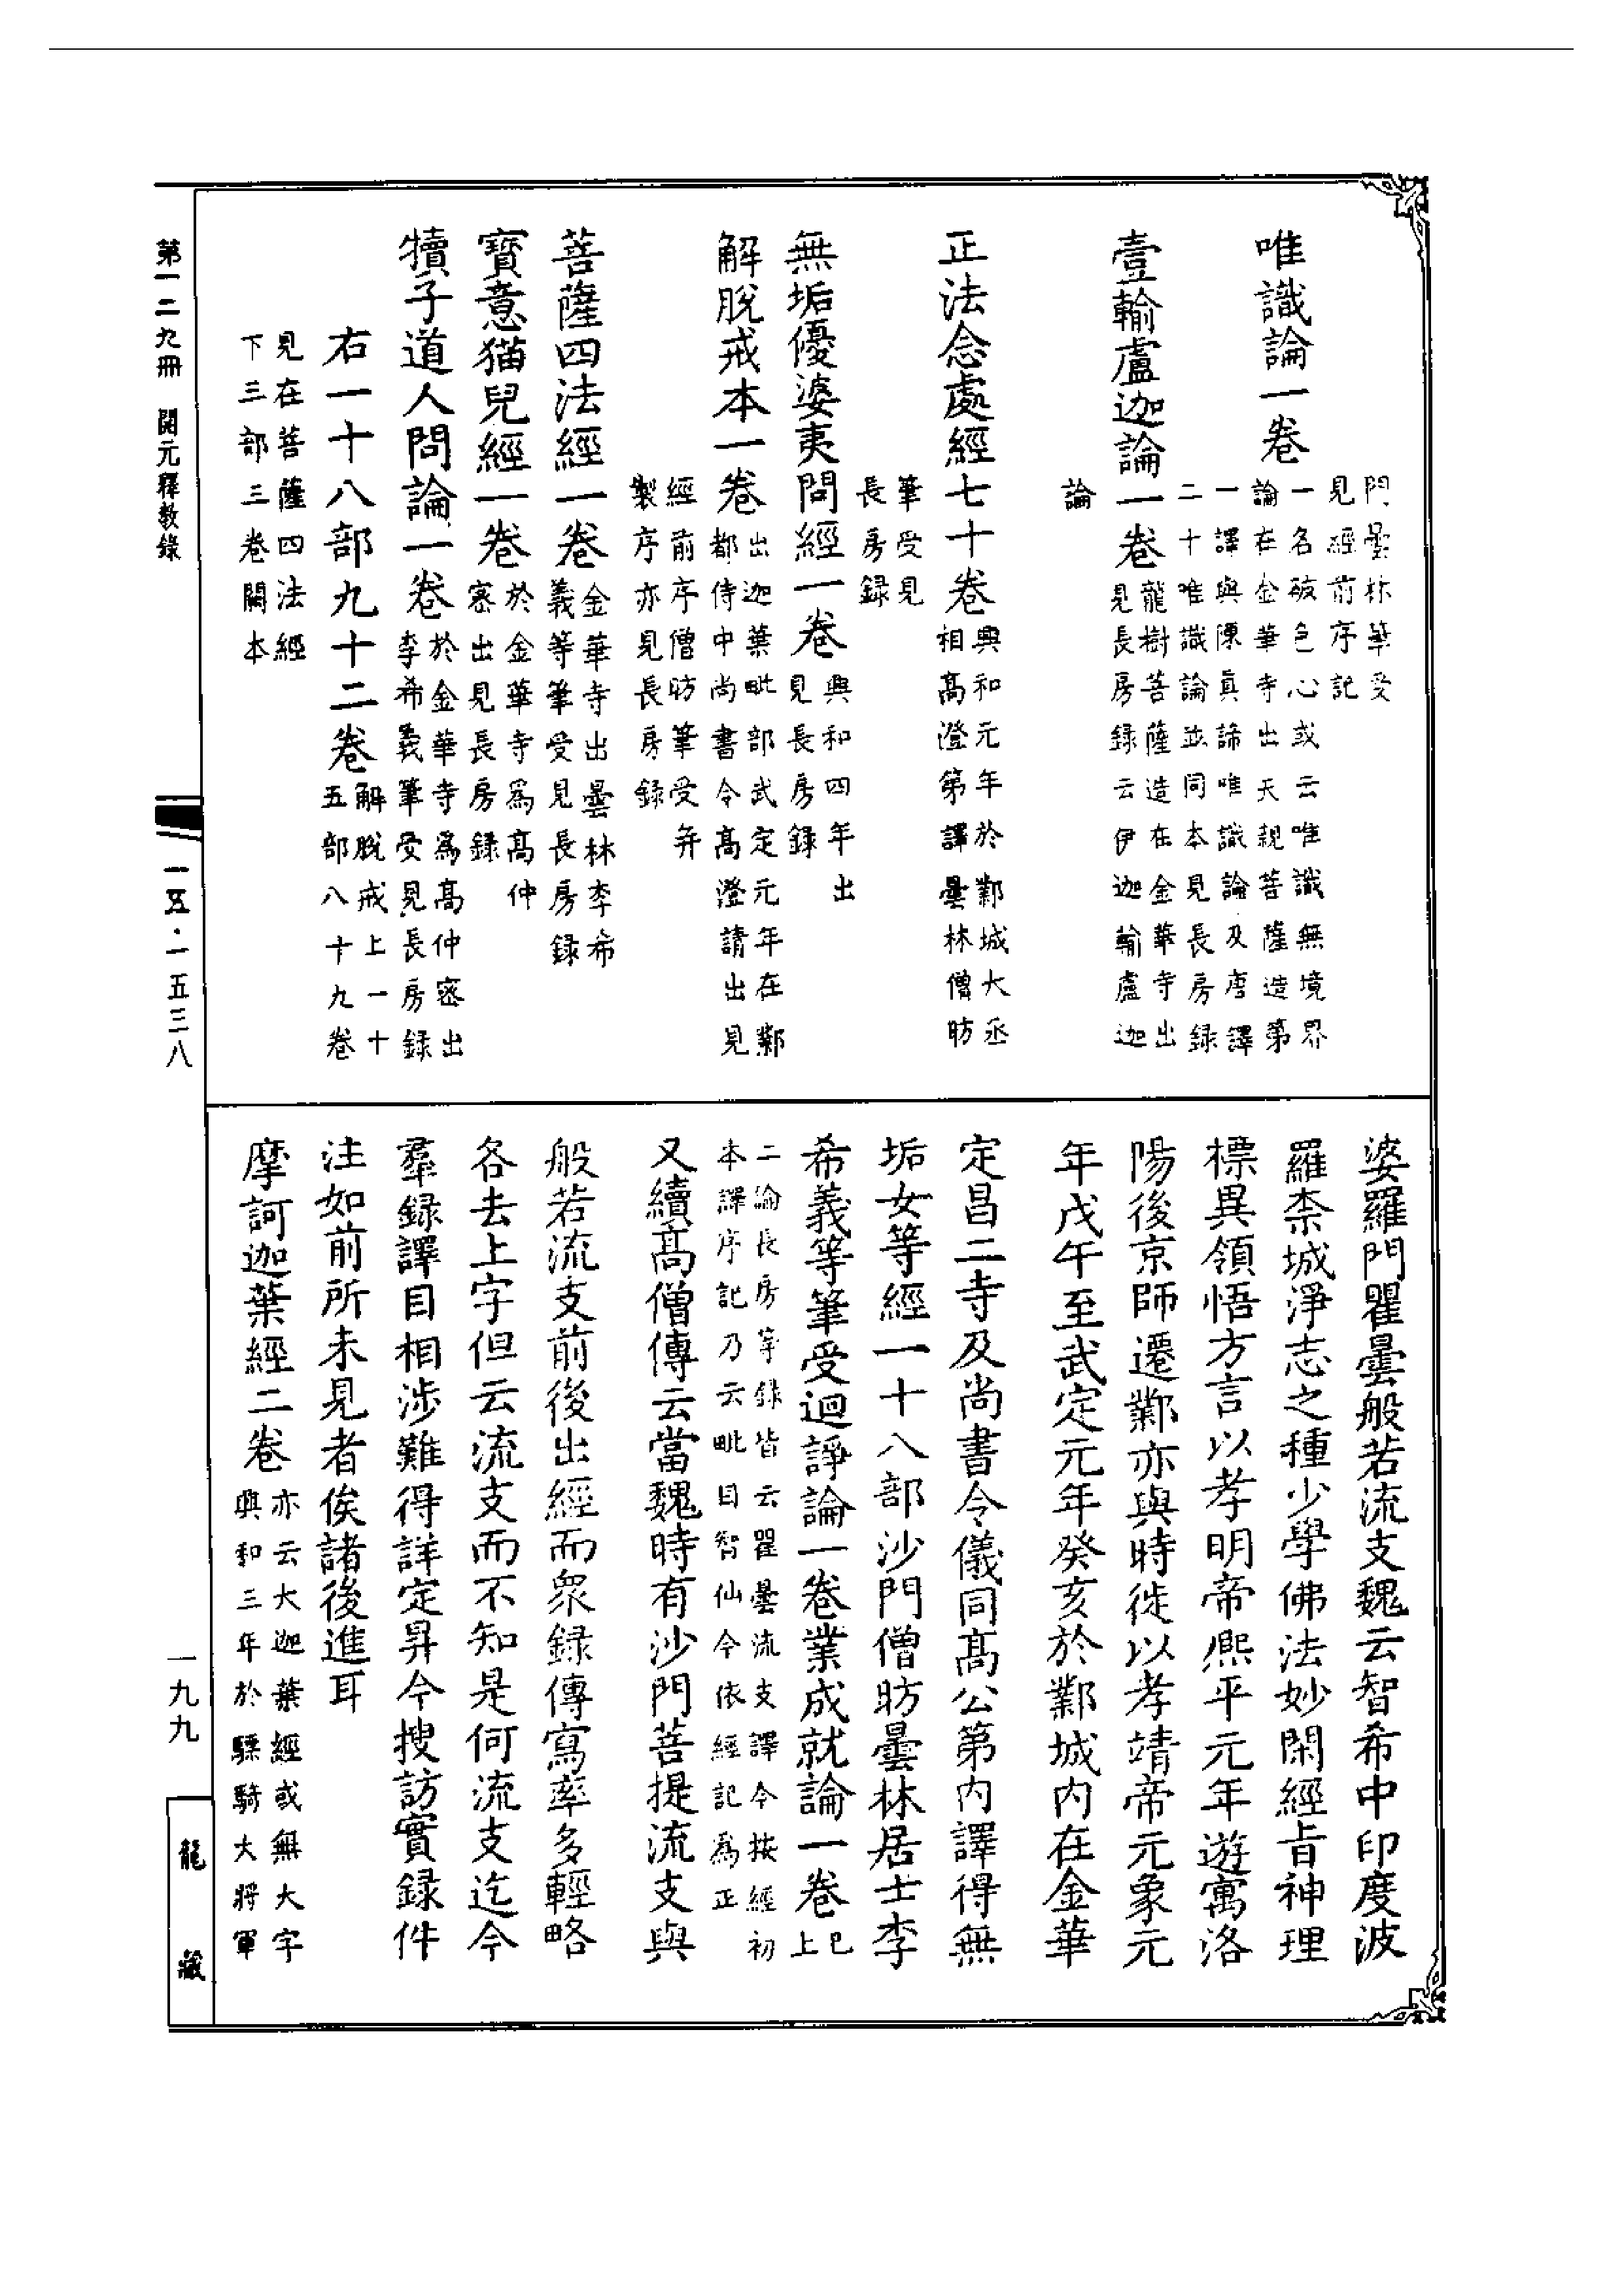 門曇林筆受
見經前序記
唯識論一卷
一名破色心或云唯識無境界
論在金華寺出天親菩薩造第
一譯與陳真諦唯識論及唐譯
二十唯識論並同本見長房録
壹輸盧迦論一卷
龍樹菩薩造在金華寺出
見長房録云伊迦輸盧迦
論
正法念處經七十卷
興和元年於鄴城大丞
相高澄第譯曇林僧昉
筆受見
長房録
無垢優婆夷問經一卷
興和四年出
見長房録
解脫戒本一卷
出迦葉毗部武定元年在鄴
都侍中尚書令高澄請出見
經前序僧昉筆受并
製序亦見長房録
菩薩四法經一卷
金華寺出曇林李希
義等筆受見長房録
寶意猫兒經一卷
於金華寺爲高仲
密出見長房録
犢子道人問論一卷
於金華寺爲高仲密出
李希義筆受見長房録
右一十八部九十二卷
解脫戒上一十
五部八十九卷
見在菩薩四法經
下三部三卷闕本
婆羅門瞿曇般若流支魏云智希中印度波
羅柰城淨志之種少學佛法妙閑經旨神理
標異領悟方言以孝明帝熈平元年遊寓洛
陽後京師遷鄴亦與時徙以孝靖帝元象元
年戊午至武定元年癸亥於鄴城内在金華
定昌二寺及尚書令儀同高公第内譯得無
垢女等經一十八部沙門僧昉曇林居士李
希義等筆受迴諍論一卷業成就論一卷
已
上
二論長房等録皆云瞿曇流支譯今按經初
本譯序記乃云毗目智仙今依經記爲正
又續高僧傳云當魏時有沙門菩提流支與
般若流支前後出經而衆録傳寫率多輕略
各去上字但云流支而不知是何流支迄今
羣録譯目相涉難得詳定昇今搜訪實録件
注如前所未見者俟諸後進耳
摩訶迦葉經二卷
亦云大迦葉經或無大字
興和三年於驃騎大將軍
第一二九冊 開元釋教錄
一五·一五三八
一九九
龍藏